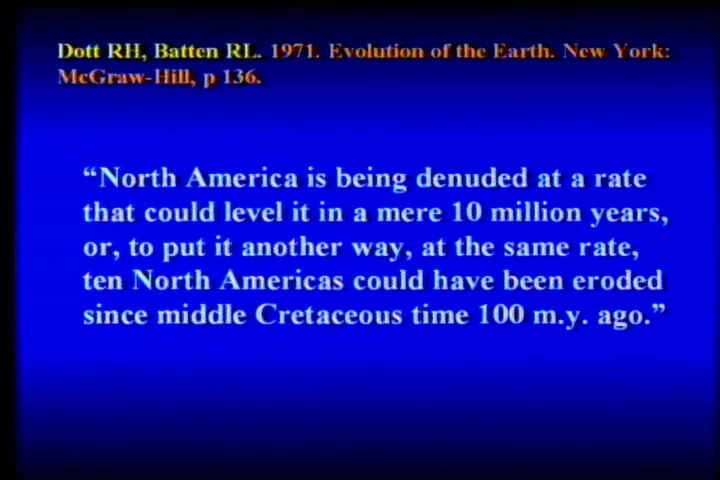 Dott RH, Batten RL. 1971. Evolution of the Earth. New York:
McGraw-Hill, p 136.
“North America is being denuded at a rate
that could level it in a mere 10 million years,
or, to put it another way, at the same rate,
ten North Americas could have been eroded
since middle Cretaceous time 100 m.y. ago.”